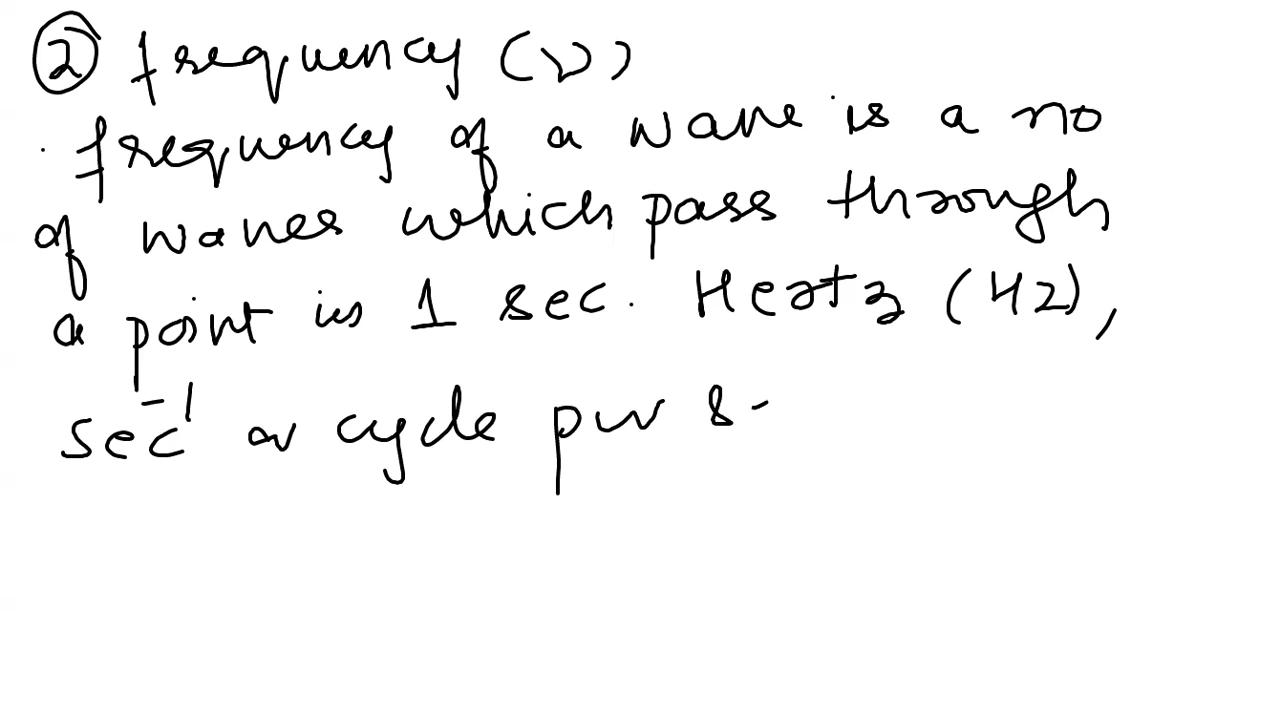 ② frequency (ν)
frequency of a wave is a no
of waves which pass through
a point in 1 sec. Hertz (Hz),
sec⁻¹ or cycle per s